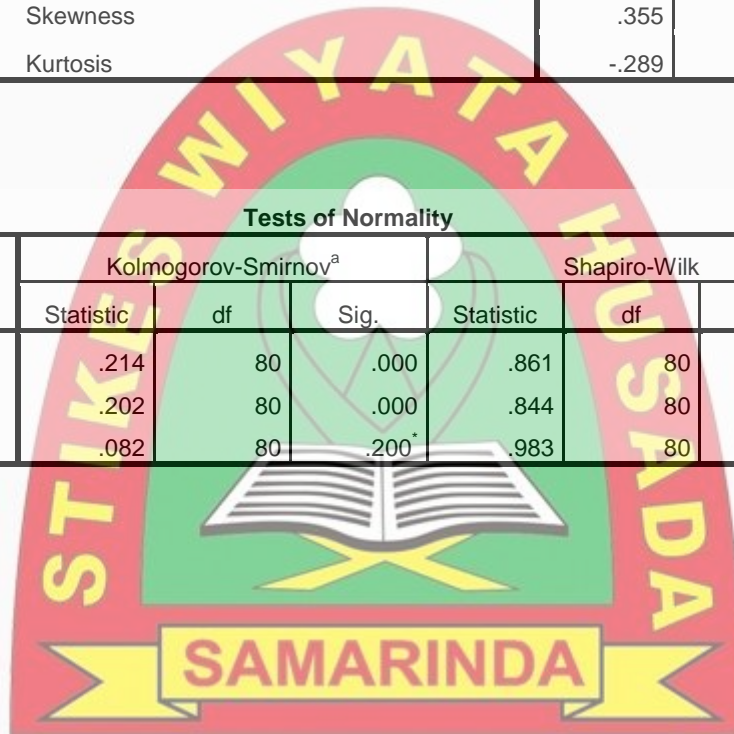 Skewness .355
Kurtosis -.289
Tests of Normality
Kolmogorov-Smirnovᵃ Shapiro-Wilk
Statistic df Sig. Statistic df
.214 80 .000 .861 80
.202 80 .000 .844 80
.082 80 .200* .983 80
STIKES WIYATA HUSADA
SAMARINDA